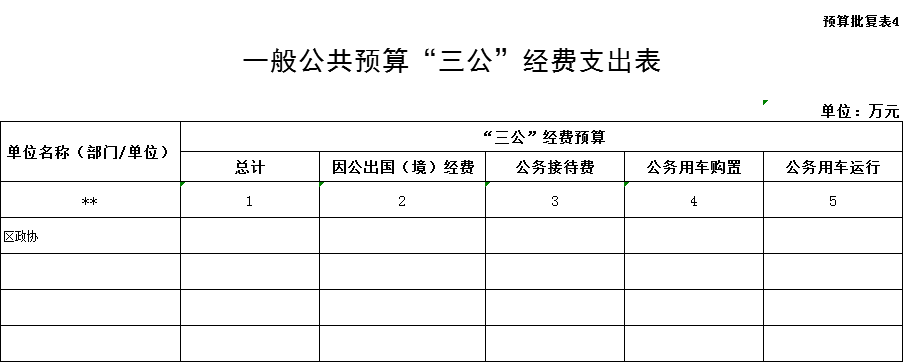 预算批复表4
一般公共预算“三公”经费支出表
单位：万元
单位名称（部门/单位） “三公”经费预算
总计 因公出国（境）经费 公务接待费 公务用车购置 公务用车运行
** 1 2 3 4 5
区政协